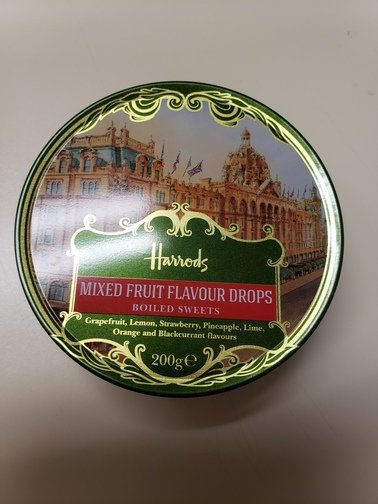 Harrods
MIXED FRUIT FLAVOUR DROPS
BOILED SWEETS
Grapefruit, Lemon, Strawberry, Pineapple, Lime,
Orange and Blackcurrant flavours
200g℮